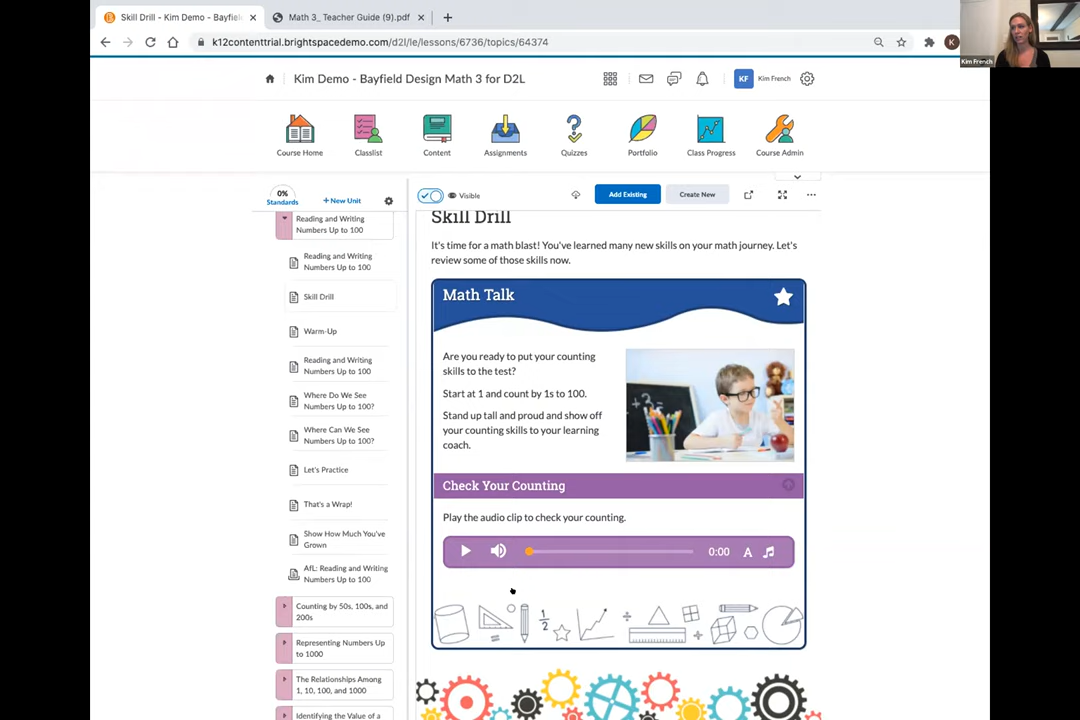 Skill Drill - Kim Demo - Bayfiel
Math 3_ Teacher Guide (9).pdf
k12contenttrial.brightspacedemo.com/d2l/le/lessons/6736/topics/64374
K
Kim French
Kim Demo - Bayfield Design Math 3 for D2L
KF
Kim French
Course Home
Classlist
Content
Assignments
Quizzes
Portfolio
Class Progress
Course Admin
0%
Standards
+ New Unit
Visible
Add Existing
Create New
Reading and Writing
Numbers Up to 100
Reading and Writing
Numbers Up to 100
Skill Drill
Warm-Up
Reading and Writing
Numbers Up to 100
Where Do We See
Numbers Up to 100?
Where Can We See
Numbers Up to 100?
Let's Practice
That's a Wrap!
Show How Much You've
Grown
AfL: Reading and Writing
Numbers Up to 100
Counting by 50s, 100s, and
200s
Representing Numbers Up
to 1000
The Relationships Among
1, 10, 100, and 1000
Identifying the Value of a
Skill Drill
It's time for a math blast! You've learned many new skills on your math journey. Let's
review some of those skills now.
Math Talk
Are you ready to put your counting
skills to the test?
Start at 1 and count by 1s to 100.
Stand up tall and proud and show off
your counting skills to your learning
coach.
Check Your Counting
Play the audio clip to check your counting.
0:00
A
1
2